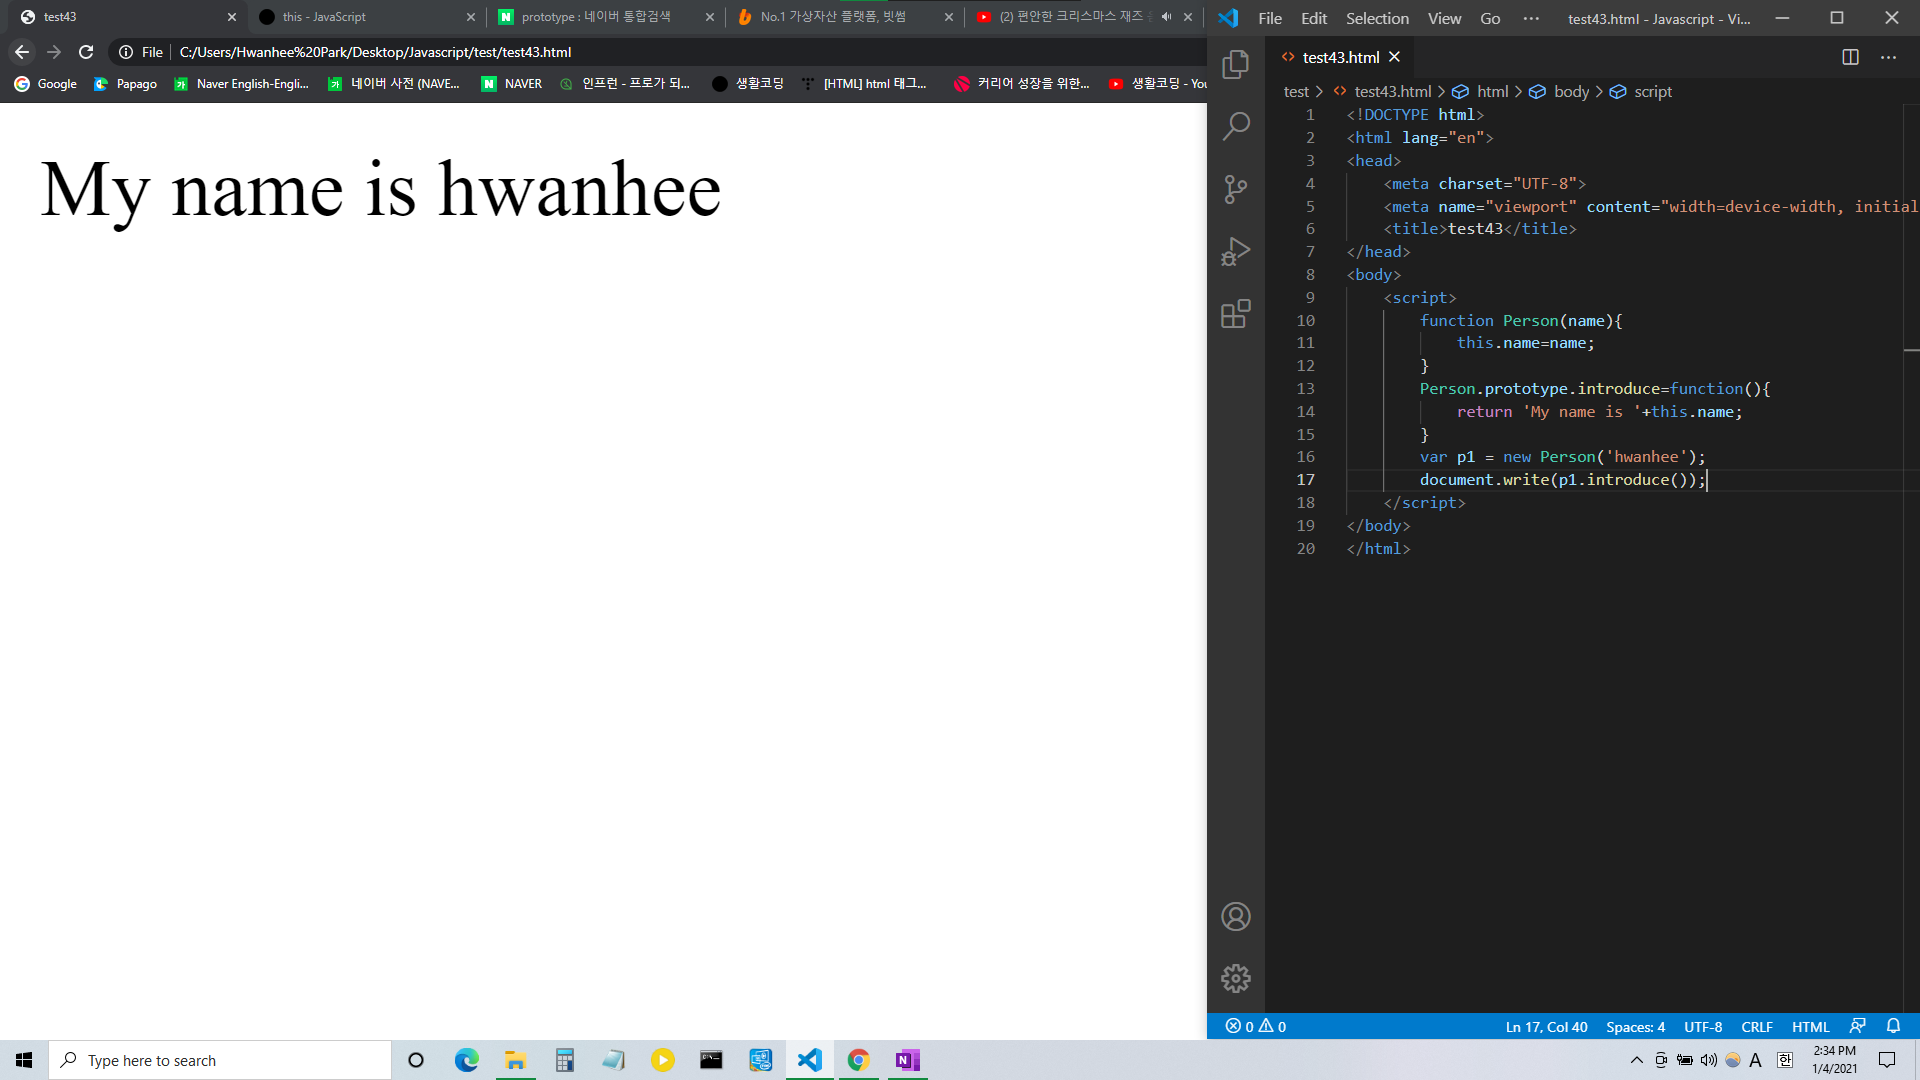 test43
this - JavaScript
prototype : 네이버 통합검색
No.1 가상자산 플랫폼, 빗썸
(2) 편안한 크리스마스 재즈
File C:/Users/Hwanhee%20Park/Desktop/Javascript/test/test43.html
Google Papago Naver English-Engli... 네이버 사전 (NAVE... NAVER 인프런 - 프로가 되... 생활코딩 [HTML] html 태그... 커리어 성장을 위한... 생활코딩 - You
My name is hwanhee
File Edit Selection View Go ··· test43.html - Javascript - Vi...
test43.html
test > test43.html > html > body > script
1 <!DOCTYPE html>
2 <html lang="en">
3 <head>
4 <meta charset="UTF-8">
5 <meta name="viewport" content="width=device-width, initial
6 <title>test43</title>
7 </head>
8 <body>
9 <script>
10 function Person(name){
11 this.name=name;
12 }
13 Person.prototype.introduce=function(){
14 return 'My name is '+this.name;
15 }
16 var p1 = new Person('hwanhee');
17 document.write(p1.introduce());
18 </script>
19 </body>
20 </html>
0 0 Ln 17, Col 40 Spaces: 4 UTF-8 CRLF HTML
Type here to search
A 한 2:34 PM
1/4/2021